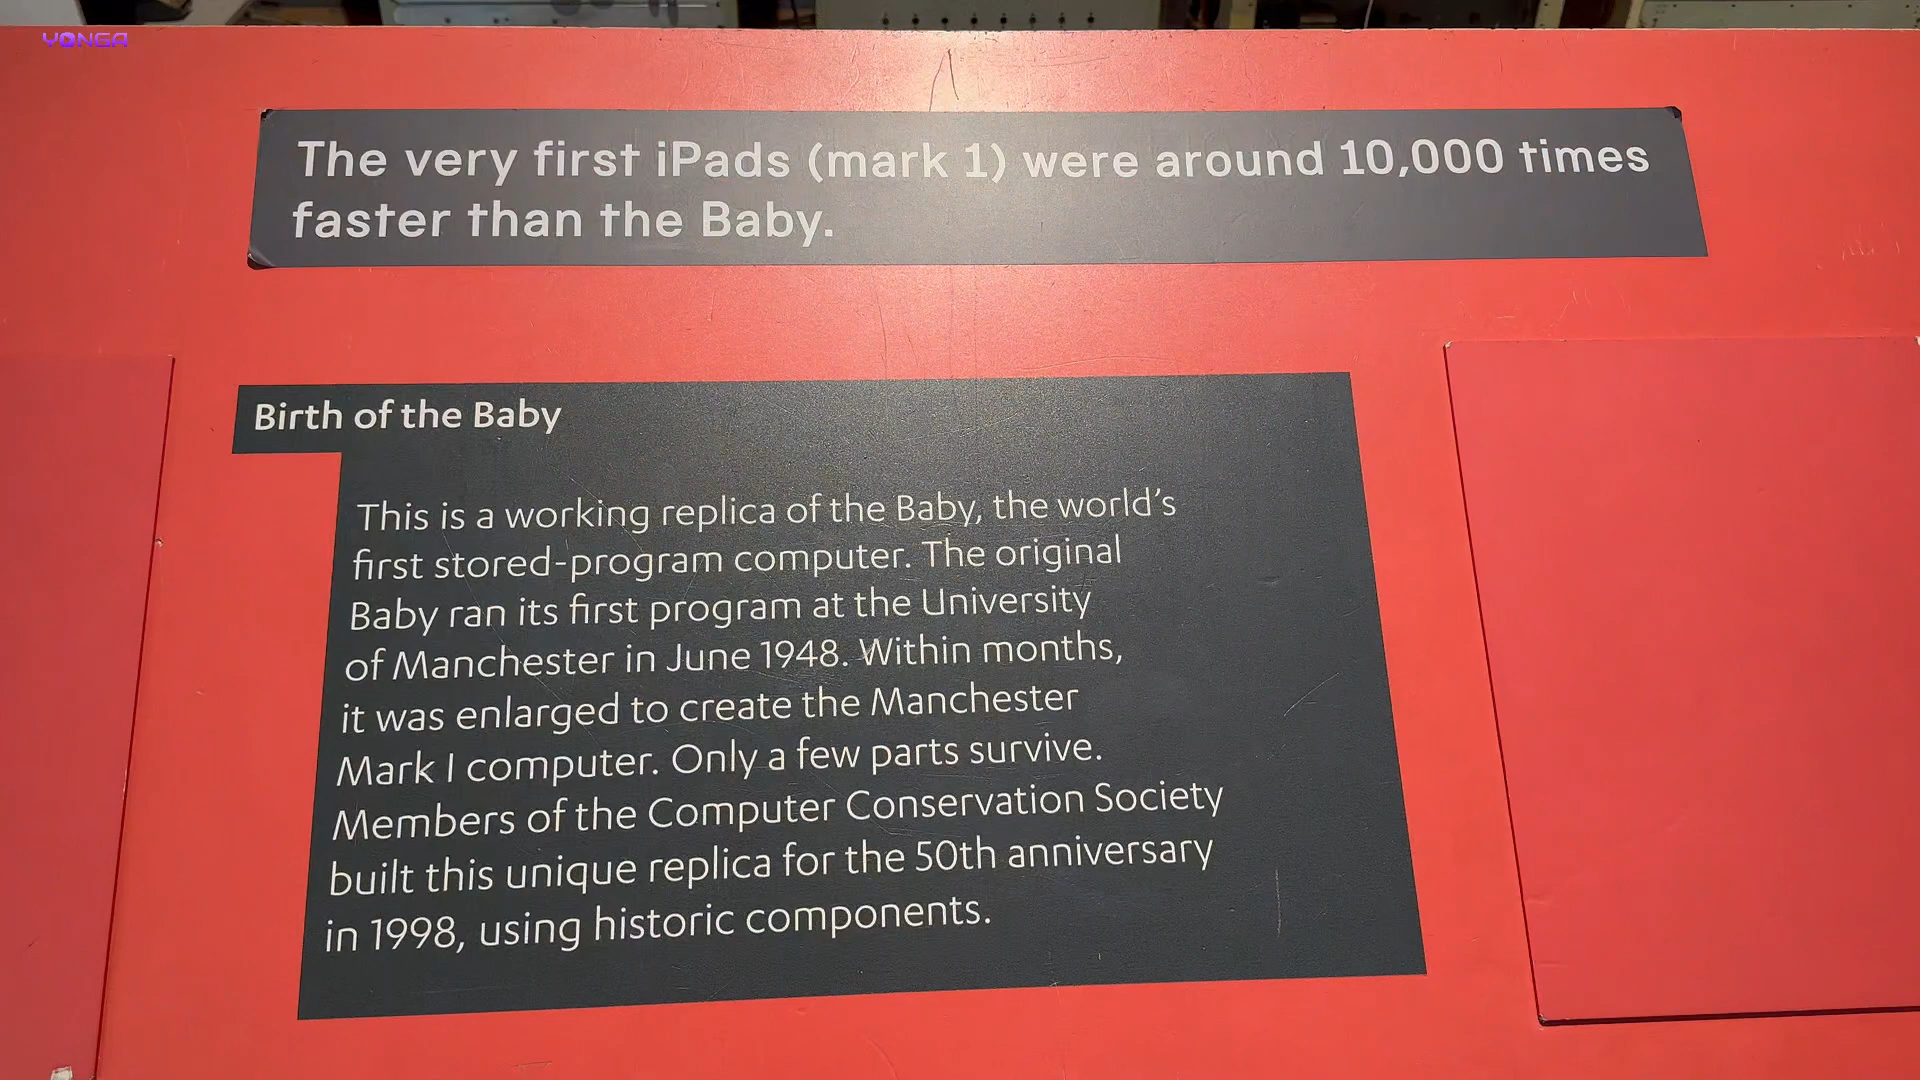 YONGA
The very first iPads (mark 1) were around 10,000 times
faster than the Baby.
Birth of the Baby
This is a working replica of the Baby, the world's
first stored-program computer. The original
Baby ran its first program at the University
of Manchester in June 1948. Within months,
it was enlarged to create the Manchester
Mark I computer. Only a few parts survive.
Members of the Computer Conservation Society
built this unique replica for the 50th anniversary
in 1998, using historic components.